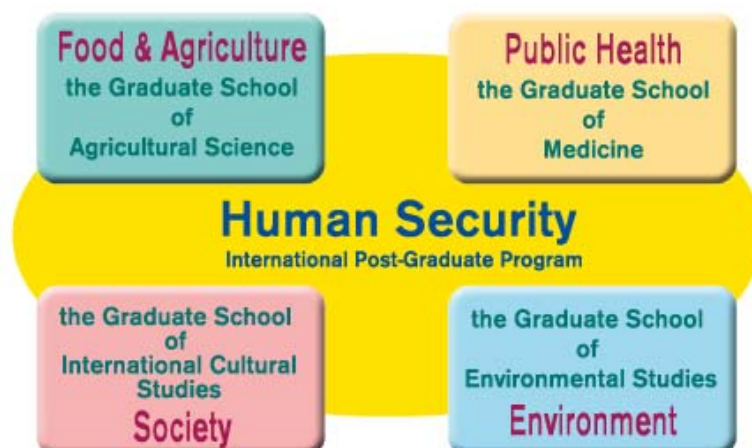 Food & Agriculture
the Graduate School
of
Agricultural Science
Public Health
the Graduate School
of
Medicine
Human Security
International Post-Graduate Program
the Graduate School
of
International Cultural
Studies
Society
the Graduate School
of
Environmental Studies
Environment